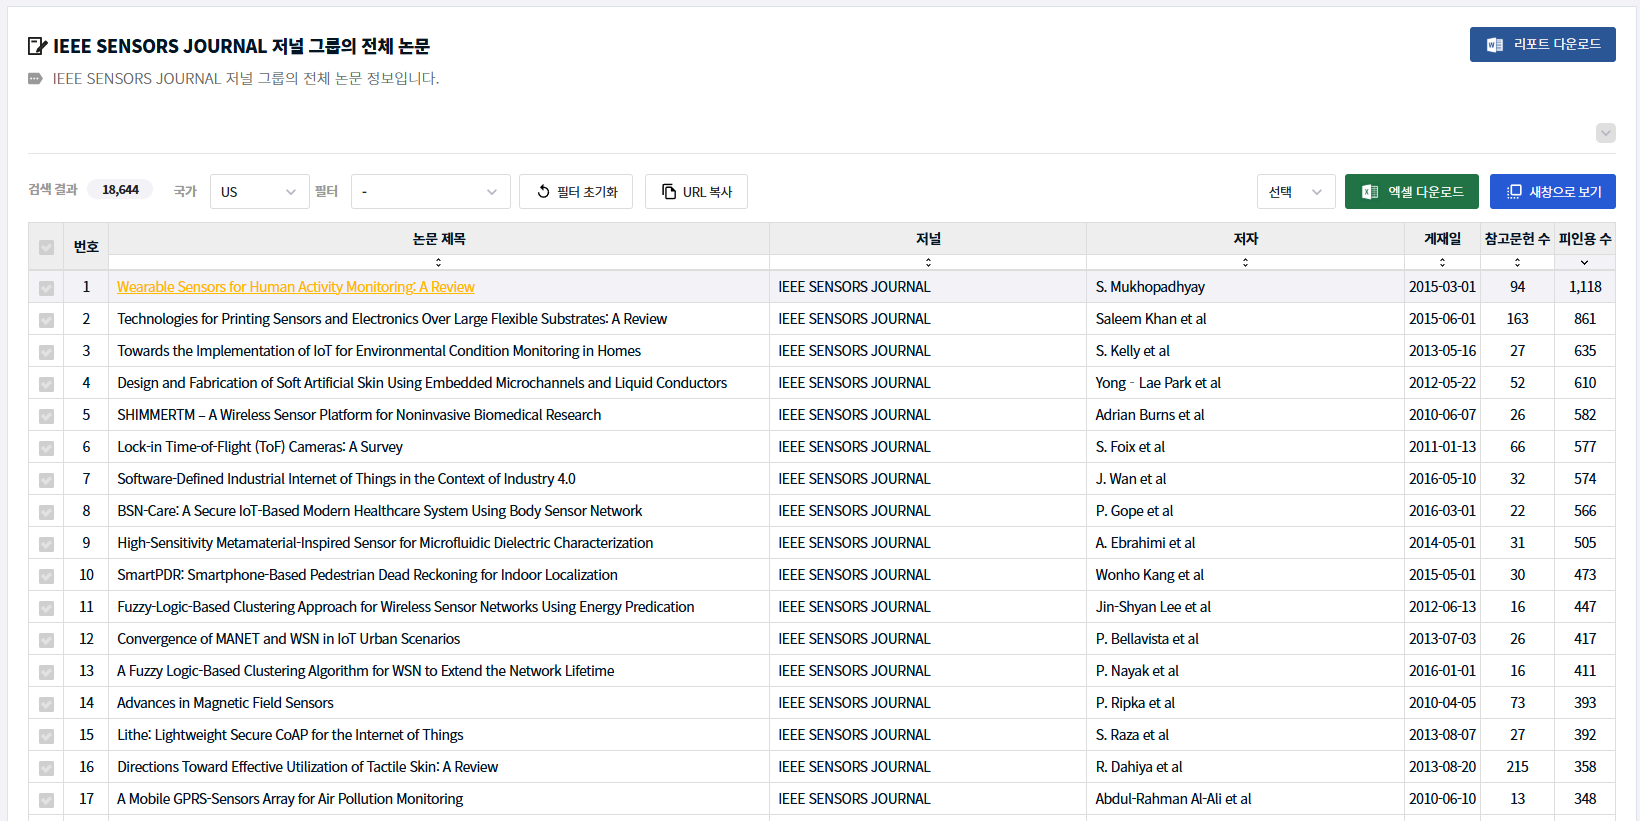 IEEE SENSORS JOURNAL 저널 그룹의 전체 논문
리포트 다운로드
IEEE SENSORS JOURNAL 저널 그룹의 전체 논문 정보입니다.
검색 결과 18,644 국가 US 필터 - 필터 초기화 URL 복사 선택 엑셀 다운로드 새창으로 보기
번호 논문 제목 저널 저자 게재일 참고문헌 수 피인용 수
1 Wearable Sensors for Human Activity Monitoring: A Review IEEE SENSORS JOURNAL S. Mukhopadhyay 2015-03-01 94 1,118
2 Technologies for Printing Sensors and Electronics Over Large Flexible Substrates: A Review IEEE SENSORS JOURNAL Saleem Khan et al 2015-06-01 163 861
3 Towards the Implementation of IoT for Environmental Condition Monitoring in Homes IEEE SENSORS JOURNAL S. Kelly et al 2013-05-16 27 635
4 Design and Fabrication of Soft Artificial Skin Using Embedded Microchannels and Liquid Conductors IEEE SENSORS JOURNAL Yong‐Lae Park et al 2012-05-22 52 610
5 SHIMMERTM – A Wireless Sensor Platform for Noninvasive Biomedical Research IEEE SENSORS JOURNAL Adrian Burns et al 2010-06-07 26 582
6 Lock-in Time-of-Flight (ToF) Cameras: A Survey IEEE SENSORS JOURNAL S. Foix et al 2011-01-13 66 577
7 Software-Defined Industrial Internet of Things in the Context of Industry 4.0 IEEE SENSORS JOURNAL J. Wan et al 2016-05-10 32 574
8 BSN-Care: A Secure IoT-Based Modern Healthcare System Using Body Sensor Network IEEE SENSORS JOURNAL P. Gope et al 2016-03-01 22 566
9 High-Sensitivity Metamaterial-Inspired Sensor for Microfluidic Dielectric Characterization IEEE SENSORS JOURNAL A. Ebrahimi et al 2014-05-01 31 505
10 SmartPDR: Smartphone-Based Pedestrian Dead Reckoning for Indoor Localization IEEE SENSORS JOURNAL Wonho Kang et al 2015-05-01 30 473
11 Fuzzy-Logic-Based Clustering Approach for Wireless Sensor Networks Using Energy Predication IEEE SENSORS JOURNAL Jin-Shyan Lee et al 2012-06-13 16 447
12 Convergence of MANET and WSN in IoT Urban Scenarios IEEE SENSORS JOURNAL P. Bellavista et al 2013-07-03 26 417
13 A Fuzzy Logic-Based Clustering Algorithm for WSN to Extend the Network Lifetime IEEE SENSORS JOURNAL P. Nayak et al 2016-01-01 16 411
14 Advances in Magnetic Field Sensors IEEE SENSORS JOURNAL P. Ripka et al 2010-04-05 73 393
15 Lithe: Lightweight Secure CoAP for the Internet of Things IEEE SENSORS JOURNAL S. Raza et al 2013-08-07 27 392
16 Directions Toward Effective Utilization of Tactile Skin: A Review IEEE SENSORS JOURNAL R. Dahiya et al 2013-08-20 215 358
17 A Mobile GPRS-Sensors Array for Air Pollution Monitoring IEEE SENSORS JOURNAL Abdul-Rahman Al-Ali et al 2010-06-10 13 348